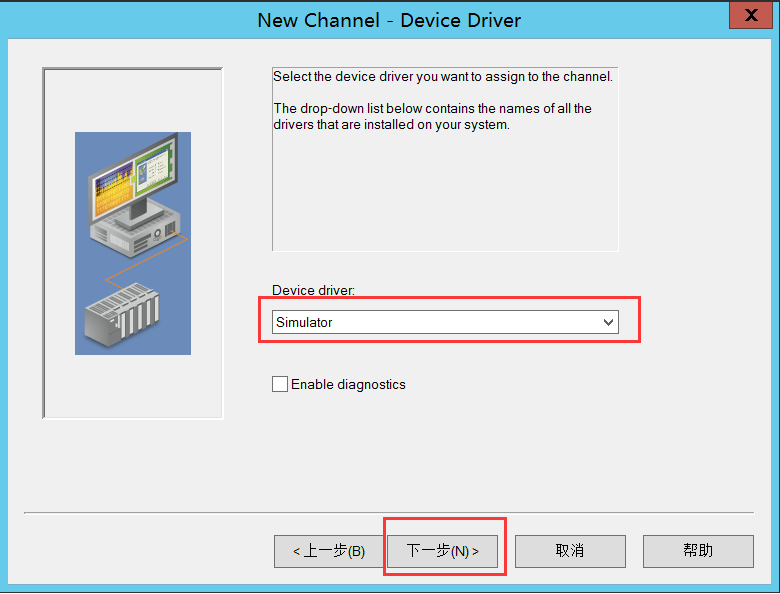 New Channel - Device Driver
X
Select the device driver you want to assign to the channel.
The drop-down list below contains the names of all the
drivers that are installed on your system.
Device driver:
Simulator
Enable diagnostics
< 上一步(B)
下一步(N) >
取消
帮助